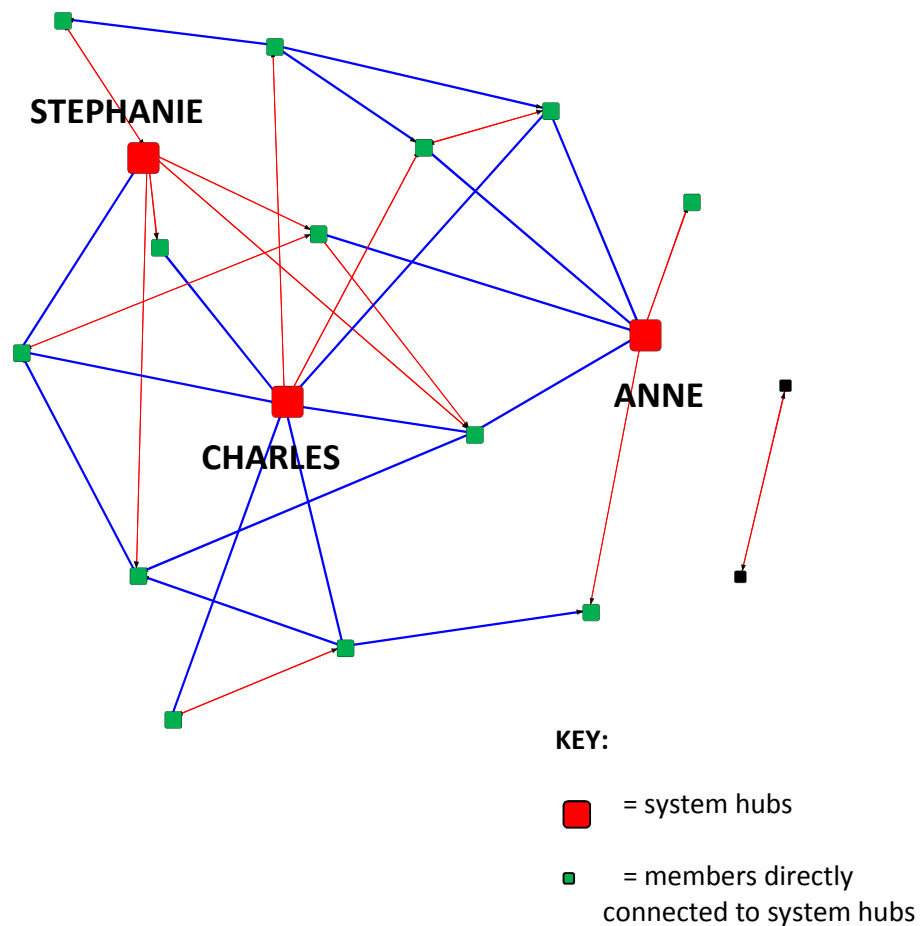 STEPHANIE
ANNE
CHARLES
KEY:
= system hubs
= members directly
connected to system hubs